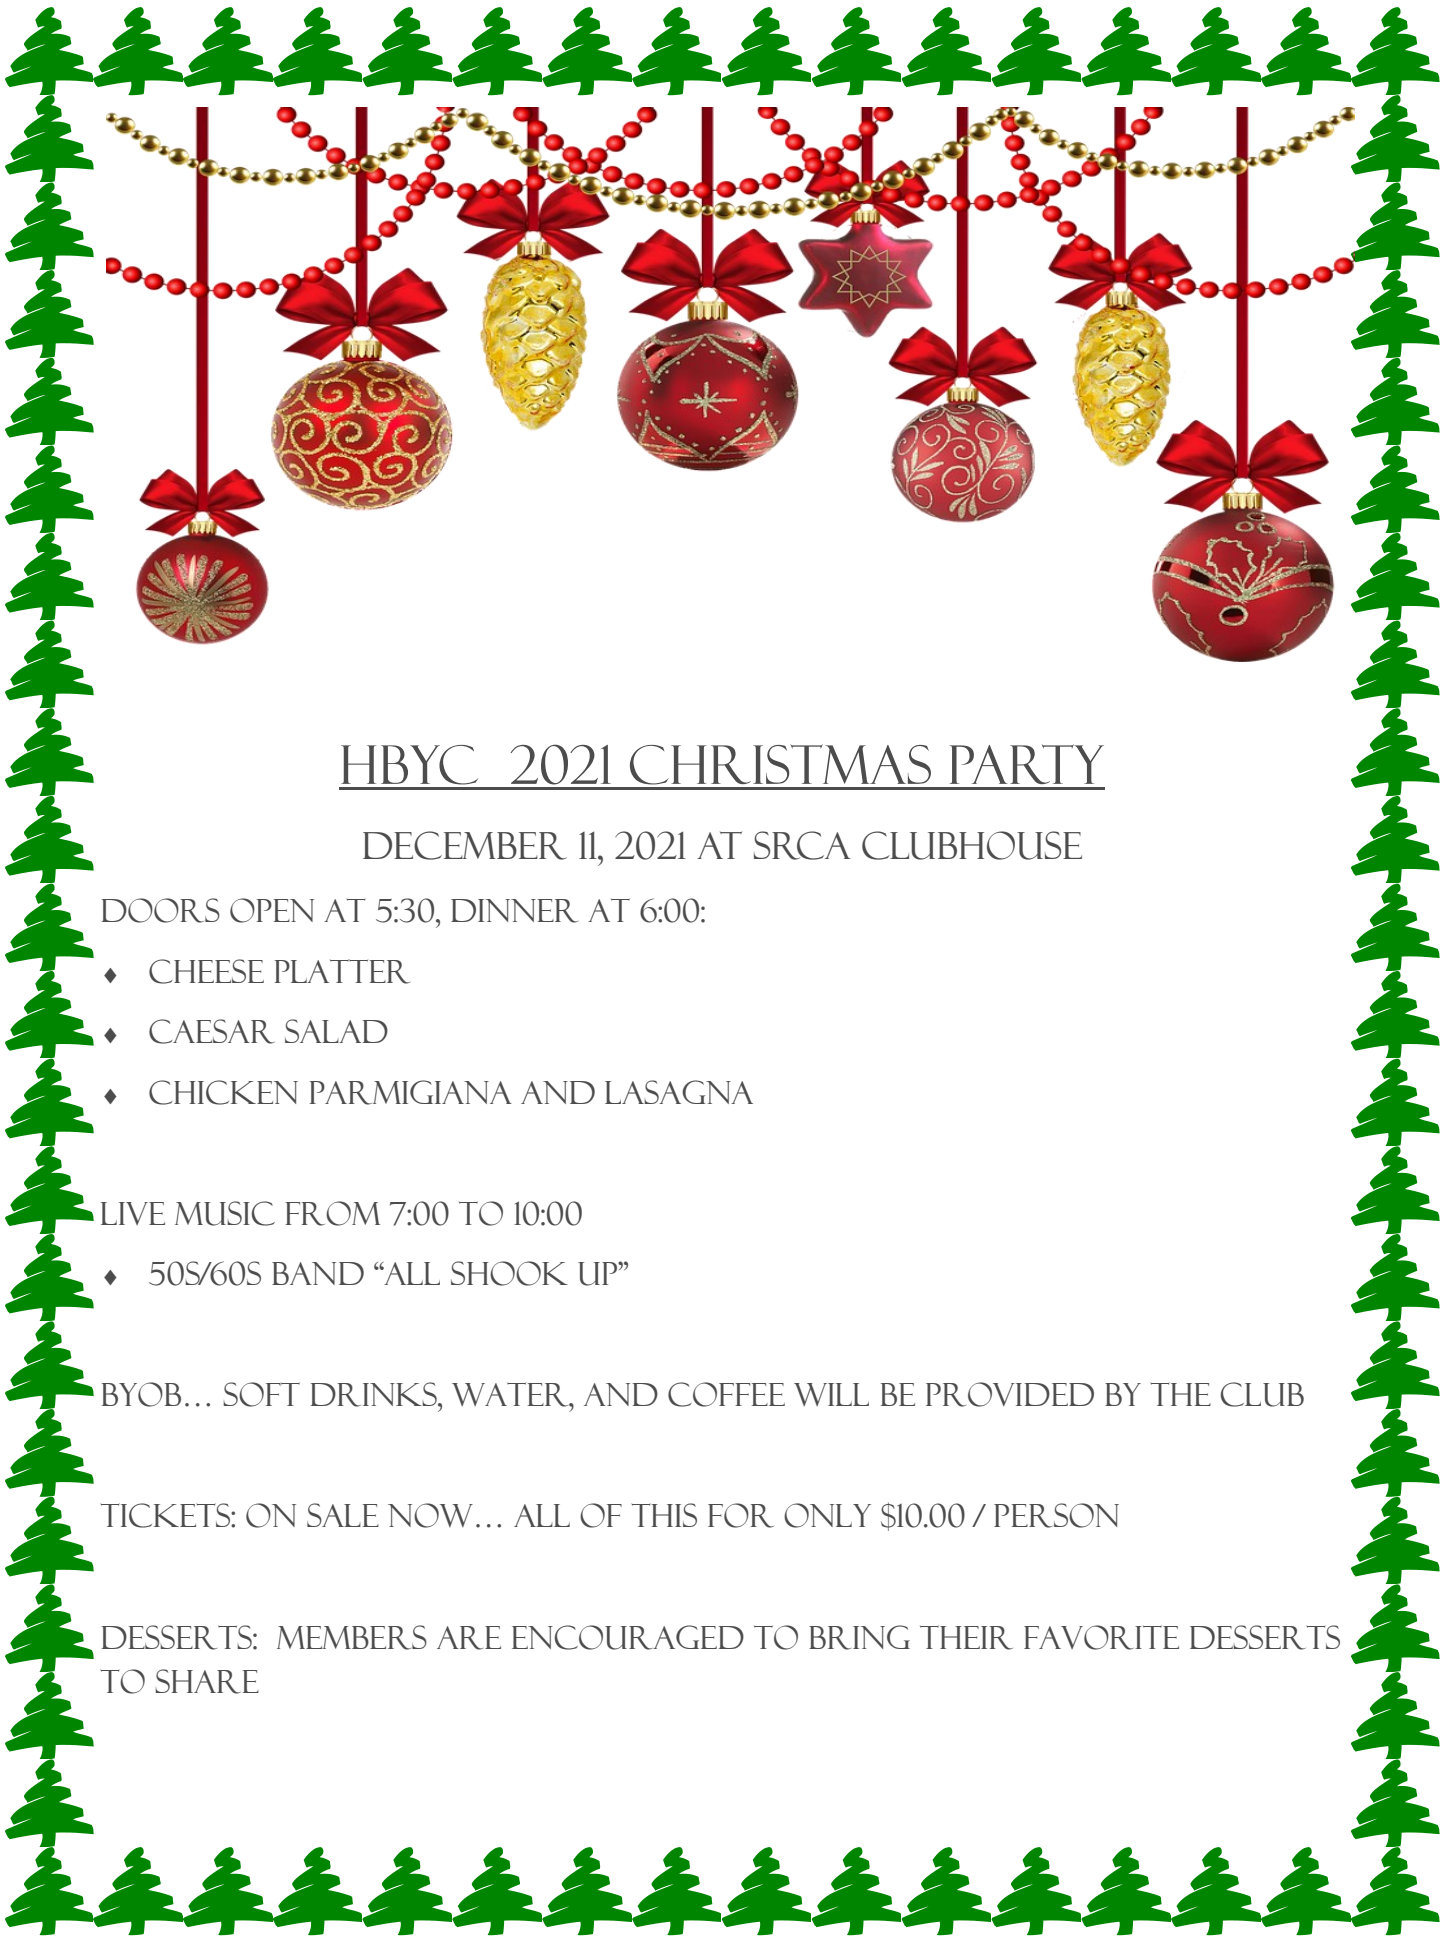 HBYC  2021 CHRISTMAS PARTY
DECEMBER 11, 2021 AT SRCA CLUBHOUSE
DOORS OPEN AT 5:30, DINNER AT 6:00:
♦ CHEESE PLATTER
♦ CAESAR SALAD
♦ CHICKEN PARMIGIANA AND LASAGNA
LIVE MUSIC FROM 7:00 TO 10:00
♦ 50S/60S BAND “ALL SHOOK UP”
BYOB… SOFT DRINKS, WATER, AND COFFEE WILL BE PROVIDED BY THE CLUB
TICKETS: ON SALE NOW… ALL OF THIS FOR ONLY $10.00 / PERSON
DESSERTS:  MEMBERS ARE ENCOURAGED TO BRING THEIR FAVORITE DESSERTS
TO SHARE